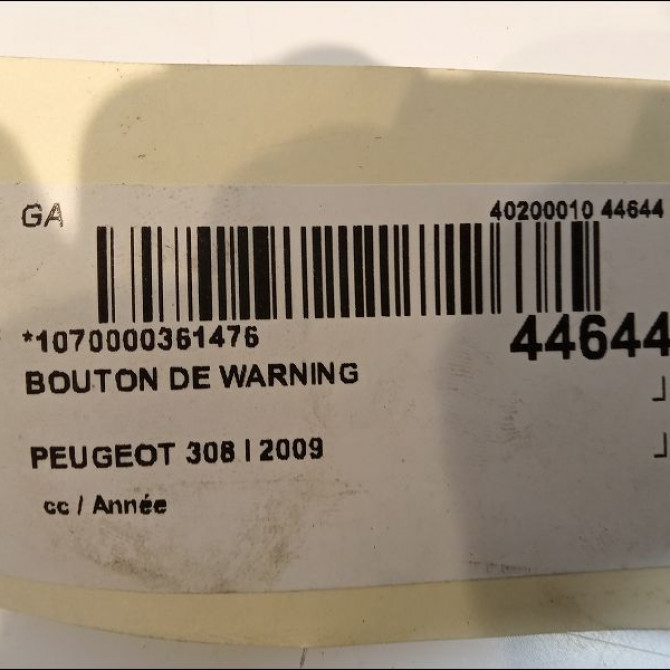 GA 40200010 44644
*1070000361476 44644
BOUTON DE WARNING
PEUGEOT 308 I 2009
cc / Année